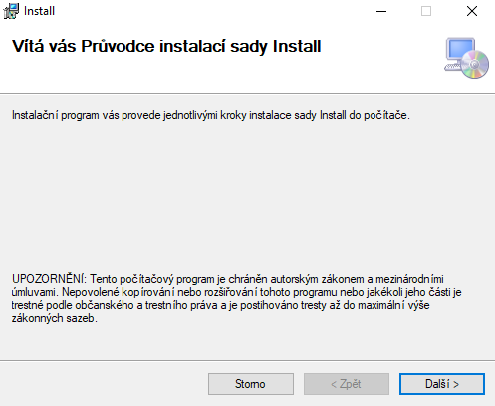 Install
Vítá vás Průvodce instalací sady Install
Instalační program vás provede jednotlivými kroky instalace sady Install do počítače.
UPOZORNĚNÍ: Tento počítačový program je chráněn autorským zákonem a mezinárodními
úmluvami. Nepovolené kopírování nebo rozšiřování tohoto programu nebo jakékoli jeho části je
trestné podle občanského a trestního práva a je postihováno tresty až do maximální výše
zákonných sazeb.
Storno
< Zpět
Další >